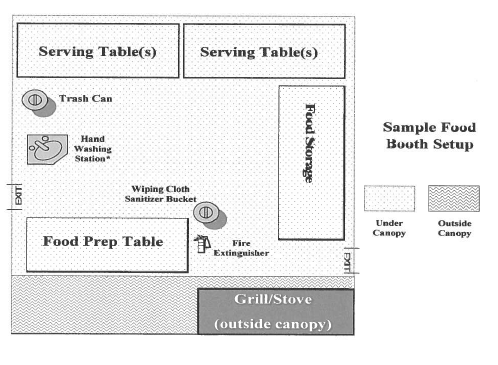 Serving Table(s)
Serving Table(s)
Trash Can
Food Storage
Sample Food
Booth Setup
Hand
Washing
Station*
EXIT
Wiping Cloth
Sanitizer Bucket
Under
Canopy
Outside
Canopy
Food Prep Table
Fire
Extinguisher
EXIT
Grill/Stove
(outside canopy)